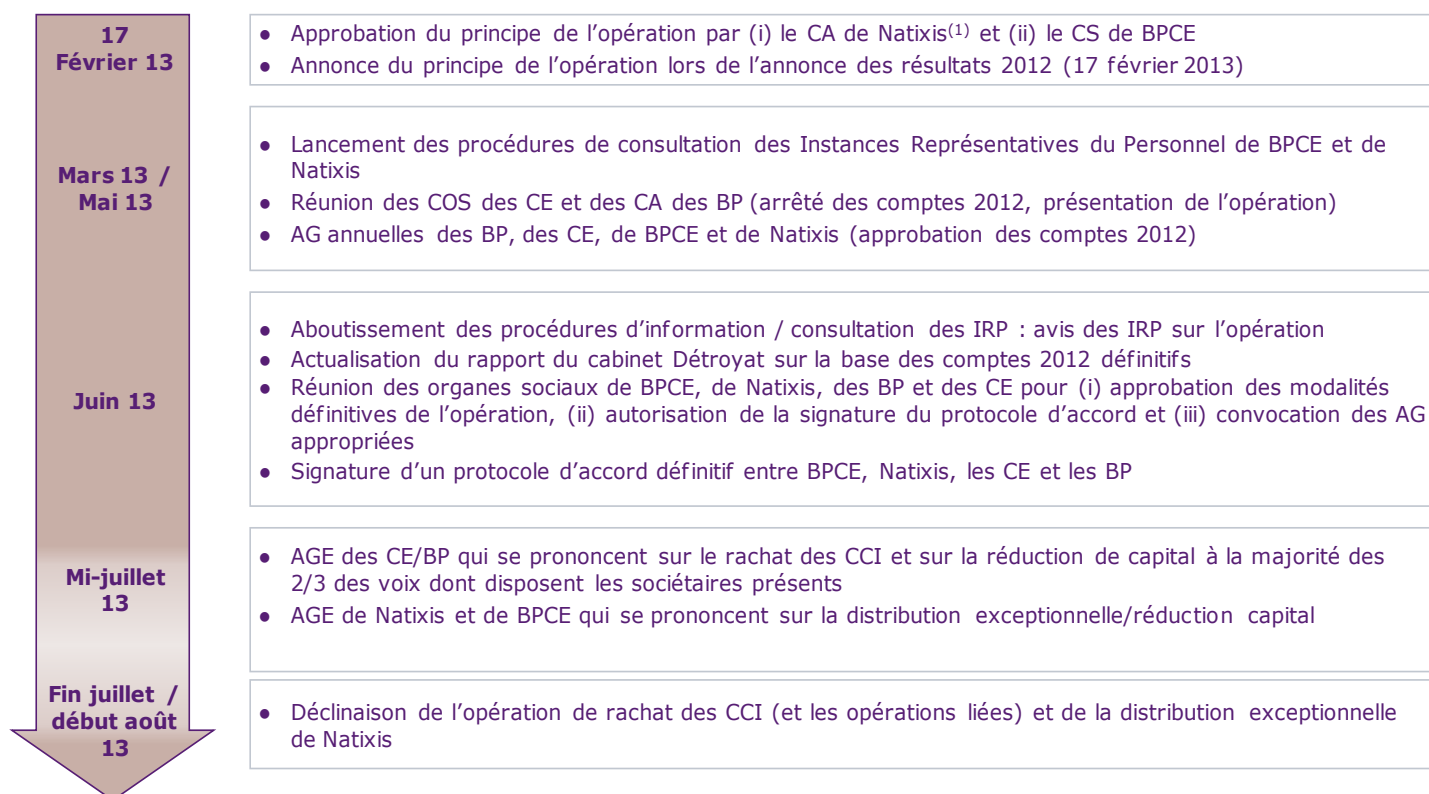 17
Février 13
● Approbation du principe de l’opération par (i) le CA de Natixis(1) et (ii) le CS de BPCE
● Annonce du principe de l’opération lors de l’annonce des résultats 2012 (17 février 2013)
Mars 13 /
Mai 13
● Lancement des procédures de consultation des Instances Représentatives du Personnel de BPCE et de
Natixis
● Réunion des COS des CE et des CA des BP (arrêté des comptes 2012, présentation de l’opération)
● AG annuelles des BP, des CE, de BPCE et de Natixis (approbation des comptes 2012)
Juin 13
● Aboutissement des procédures d’information / consultation des IRP : avis des IRP sur l’opération
● Actualisation du rapport du cabinet Détroyat sur la base des comptes 2012 définitifs
● Réunion des organes sociaux de BPCE, de Natixis, des BP et des CE pour (i) approbation des modalités
définitives de l’opération, (ii) autorisation de la signature du protocole d’accord et (iii) convocation des AG
appropriées
● Signature d’un protocole d’accord définitif entre BPCE, Natixis, les CE et les BP
Mi-juillet
13
● AGE des CE/BP qui se prononcent sur le rachat des CCI et sur la réduction de capital à la majorité des
2/3 des voix dont disposent les sociétaires présents
● AGE de Natixis et de BPCE qui se prononcent sur la distribution exceptionnelle/réduction capital
Fin juillet /
début août
13
● Déclinaison de l’opération de rachat des CCI (et les opérations liées) et de la distribution exceptionnelle
de Natixis